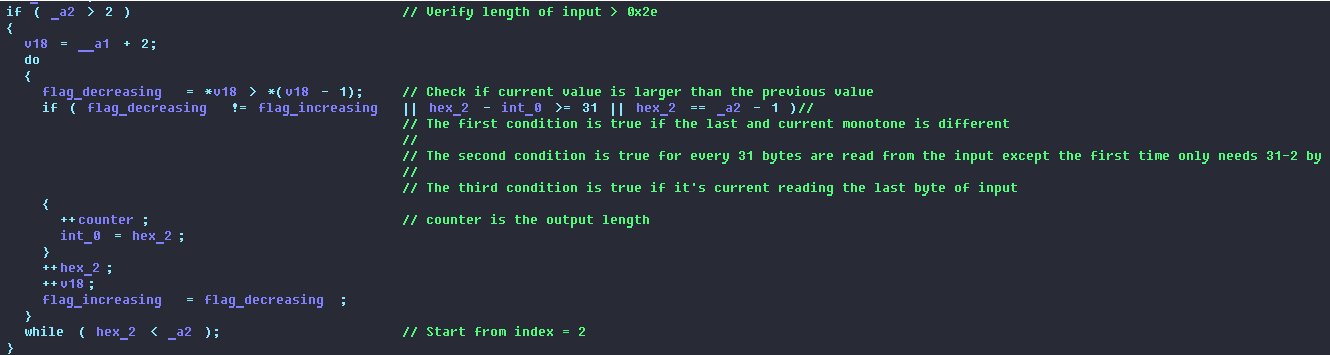 if ( _a2 > 2 ) // Verify length of input > 0x2e
{
v18 = __a1 + 2;
do
{
flag_decreasing = *v18 > *(v18 - 1); // Check if current value is larger than the previous value
if ( flag_decreasing != flag_increasing || hex_2 - int_0 >= 31 || hex_2 == _a2 - 1 )//
// The first condition is true if the last and current monotone is different
//
// The second condition is true for every 31 bytes are read from the input except the first time only needs 31-2 by
//
// The third condition is true if it's current reading the last byte of input
{
++counter ; // counter is the output length
int_0 = hex_2 ;
}
++hex_2 ;
++v18 ;
flag_increasing = flag_decreasing ;
}
while ( hex_2 < _a2 ); // Start from index = 2
}